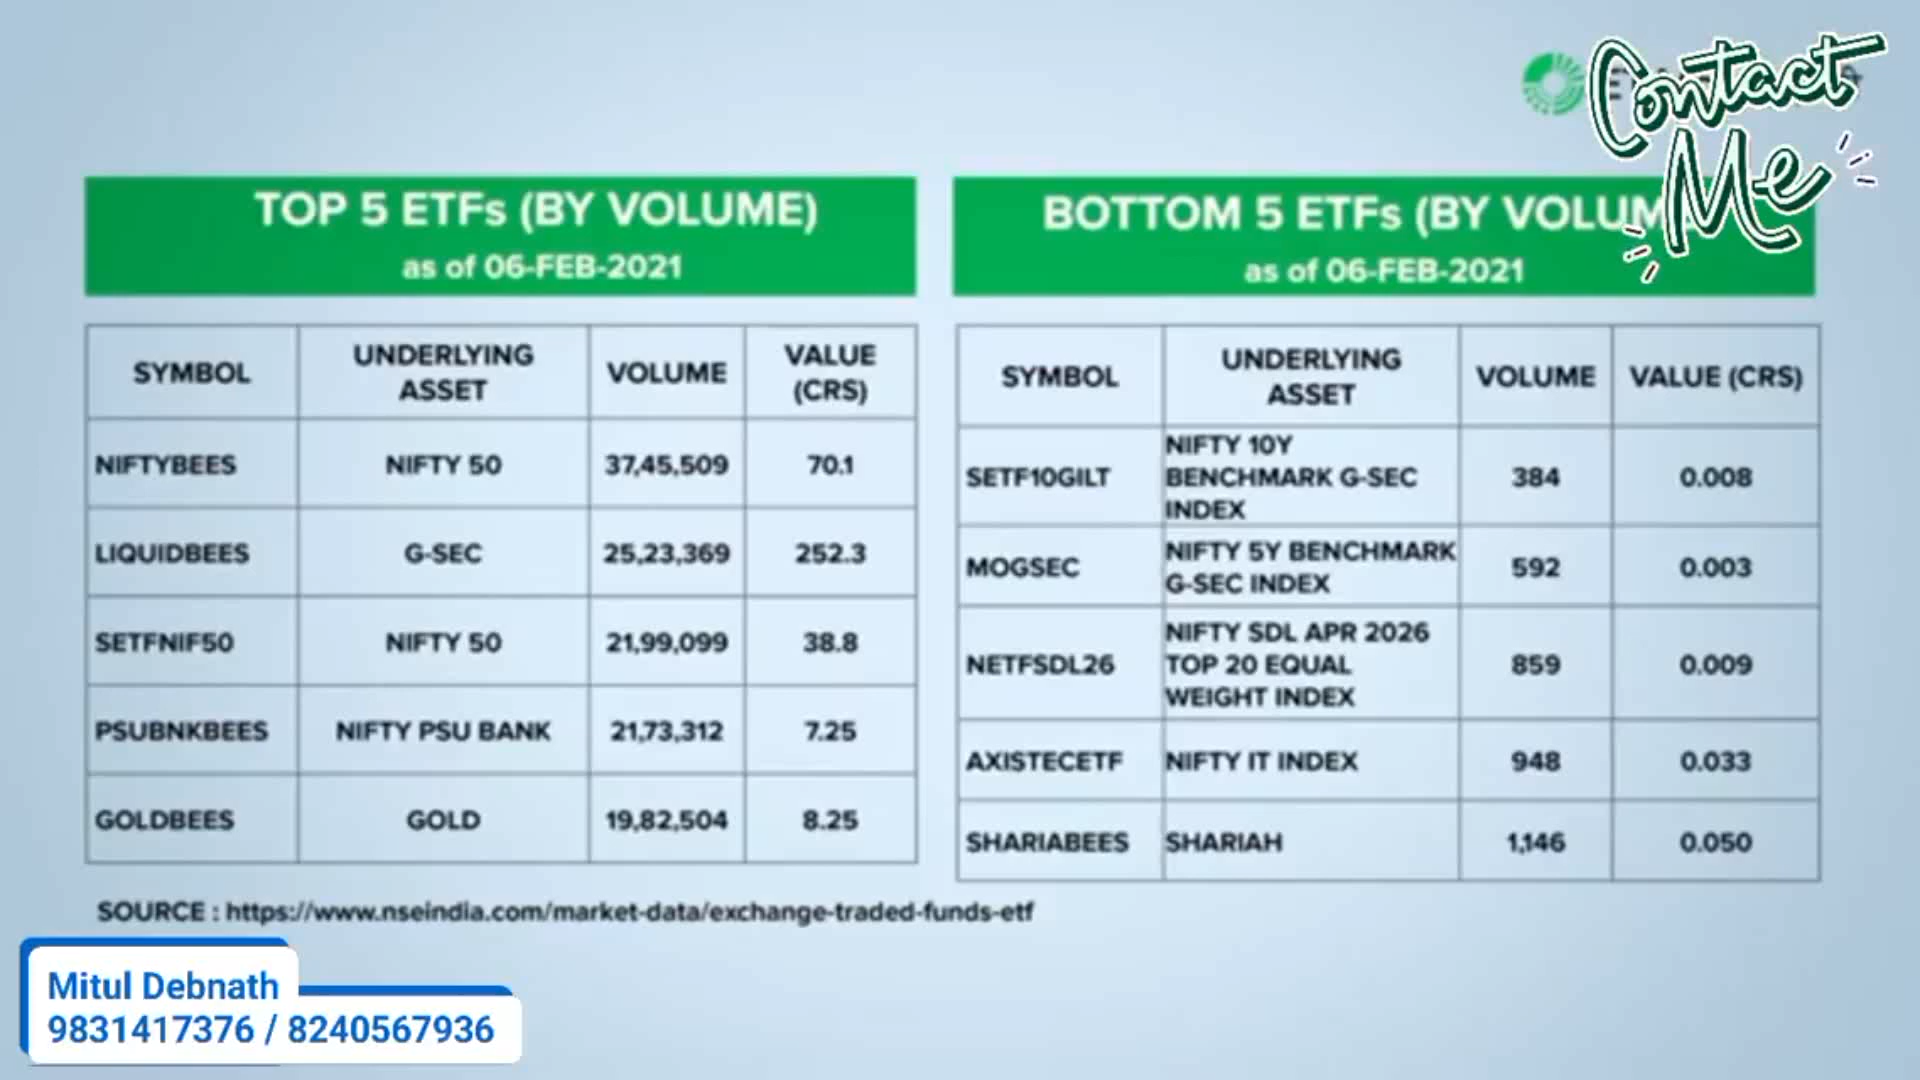 Contact
Me
TOP 5 ETFs (BY VOLUME)
as of 06-FEB-2021
SYMBOL
UNDERLYING
ASSET
VOLUME
VALUE
(CRS)
NIFTYBEES
NIFTY 50
37,45,509
70.1
LIQUIDBEES
G-SEC
25,23,369
252.3
SETFNIF50
NIFTY 50
21,99,099
38.8
PSUBNKBEES
NIFTY PSU BANK
21,73,312
7.25
GOLDBEES
GOLD
19,82,504
8.25
BOTTOM 5 ETFs (BY VOLUM
as of 06-FEB-2021
SYMBOL
UNDERLYING
ASSET
VOLUME
VALUE (CRS)
SETF10GILT
NIFTY 10Y
BENCHMARK G-SEC
INDEX
384
0.008
MOGSEC
NIFTY 5Y BENCHMARK
G-SEC INDEX
592
0.003
NETFSDL26
NIFTY SDL APR 2026
TOP 20 EQUAL
WEIGHT INDEX
859
0.009
AXISTECETF
NIFTY IT INDEX
948
0.033
SHARIABEES
SHARIAH
1,146
0.050
SOURCE : https://www.nseindia.com/market-data/exchange-traded-funds-etf
Mitul Debnath
9831417376 / 8240567936